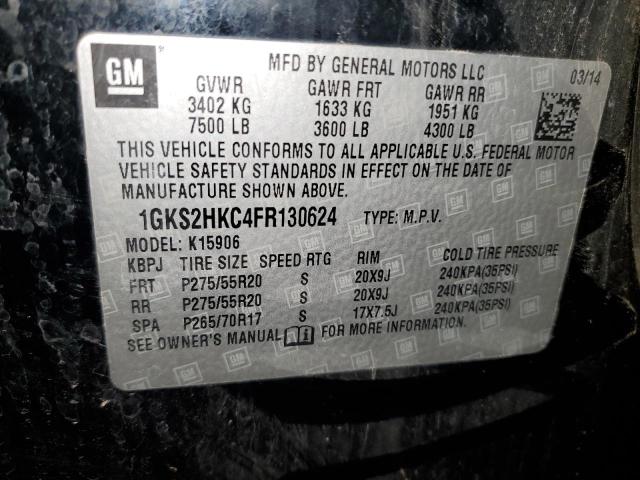 GM
MFD BY GENERAL MOTORS LLC
03/14
GVWR GAWR FRT GAWR RR
3402 KG 1633 KG 1951 KG
7500 LB 3600 LB 4300 LB
THIS VEHICLE CONFORMS TO ALL APPLICABLE U.S. FEDERAL MOTOR
VEHICLE SAFETY STANDARDS IN EFFECT ON THE DATE OF
MANUFACTURE SHOWN ABOVE.
1GKS2HKC4FR130624 TYPE: M.P.V.
MODEL: K15906
KBPJ TIRE SIZE SPEED RTG RIM COLD TIRE PRESSURE
FRT P275/55R20 S 20X9J 240KPA(35PSI)
RR P275/55R20 S 20X9J 240KPA(35PSI)
SPA P265/70R17 S 17X7.5J 240KPA(35PSI)
SEE OWNER'S MANUAL FOR MORE INFORMATION.